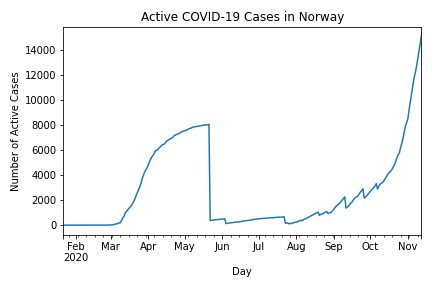 Active COVID-19 Cases in Norway
Number of Active Cases
14000
12000
10000
8000
6000
4000
2000
0
Feb Mar Apr May Jun Jul Aug Sep Oct Nov
2020
Day